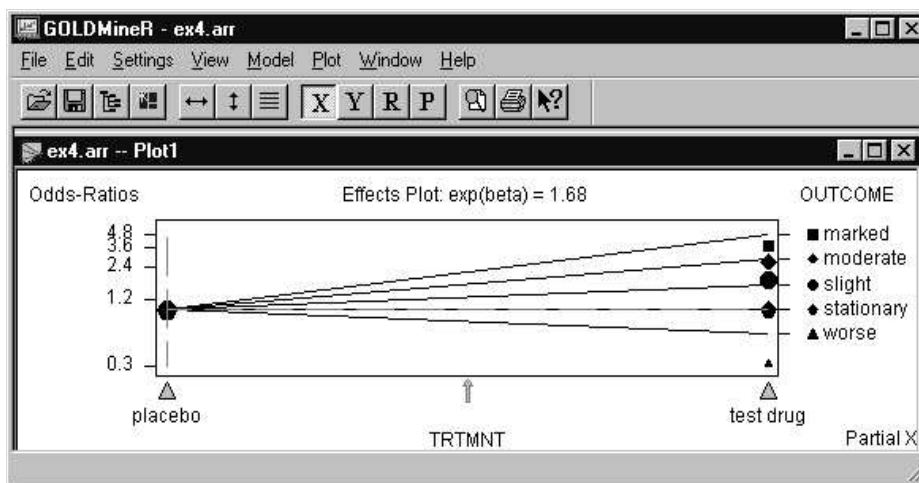 GOLDMineR - ex4.arr
File Edit Settings View Model Plot Window Help
X Y R P
ex4.arr -- Plot1
Odds-Ratios
Effects Plot: exp(beta) = 1.68
OUTCOME
4.8
3.6
2.4
1.2
0.3
marked
moderate
slight
stationary
worse
placebo
test drug
TRTMNT
Partial X